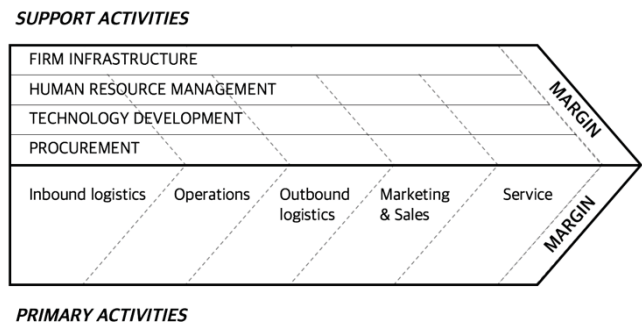 SUPPORT ACTIVITIES
FIRM INFRASTRUCTURE
HUMAN RESOURCE MANAGEMENT
TECHNOLOGY DEVELOPMENT
PROCUREMENT
MARGIN
Inbound logistics
Operations
Outbound
logistics
Marketing
& Sales
Service
MARGIN
PRIMARY ACTIVITIES